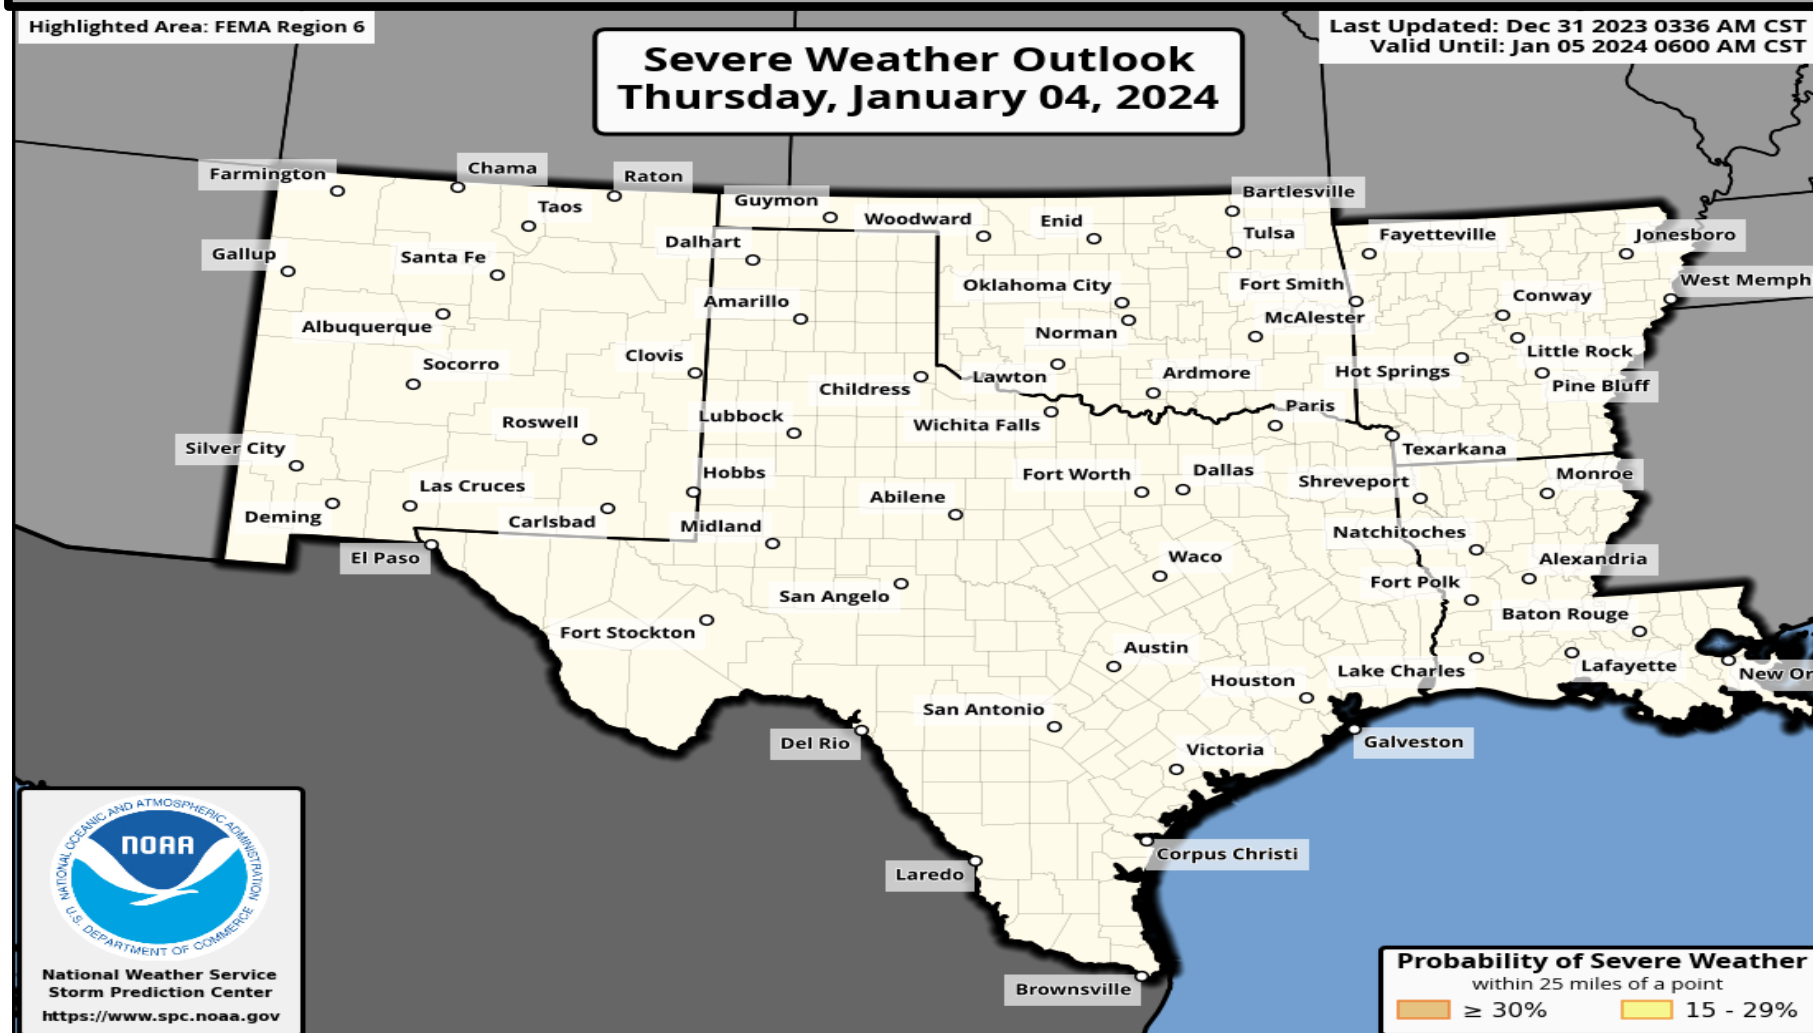 Highlighted Area: FEMA Region 6
Severe Weather Outlook
Thursday, January 04, 2024
Last Updated: Dec 31 2023 0336 AM CST
Valid Until: Jan 05 2024 0600 AM CST
Farmington
Chama
Raton
Taos
Guymon
Woodward
Enid
Bartlesville
Gallup
Santa Fe
Dalhart
Tulsa
Fayetteville
Jonesboro
Albuquerque
Amarillo
Oklahoma City
Fort Smith
Conway
West Memph
Socorro
Clovis
Norman
McAlester
Little Rock
Childress
Lawton
Ardmore
Hot Springs
Pine Bluff
Roswell
Lubbock
Wichita Falls
Paris
Texarkana
Silver City
Las Cruces
Hobbs
Abilene
Fort Worth
Dallas
Shreveport
Monroe
Deming
Carlsbad
Midland
Natchitoches
El Paso
San Angelo
Waco
Fort Polk
Alexandria
Fort Stockton
Austin
Baton Rouge
Houston
Lake Charles
Lafayette
New Or
San Antonio
Del Rio
Victoria
Galveston
Laredo
Corpus Christi
Brownsville
NATIONAL OCEANIC AND ATMOSPHERIC ADMINISTRATION
NOAA
U.S. DEPARTMENT OF COMMERCE
National Weather Service
Storm Prediction Center
https://www.spc.noaa.gov
Probability of Severe Weather
within 25 miles of a point
≥ 30%
15 - 29%